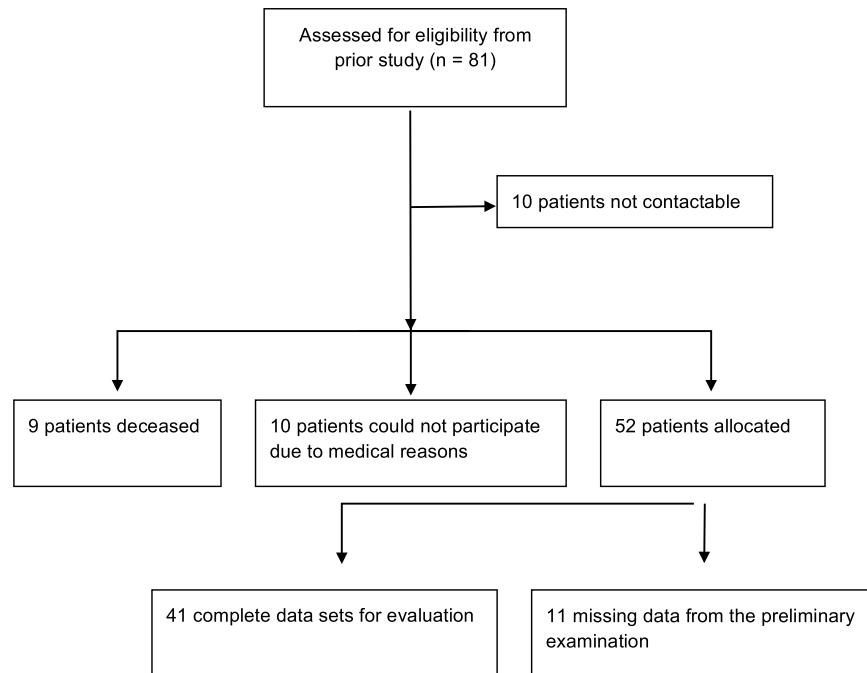 Assessed for eligibility from
prior study (n = 81)
10 patients not contactable
9 patients deceased
10 patients could not participate
due to medical reasons
52 patients allocated
41 complete data sets for evaluation
11 missing data from the preliminary
examination